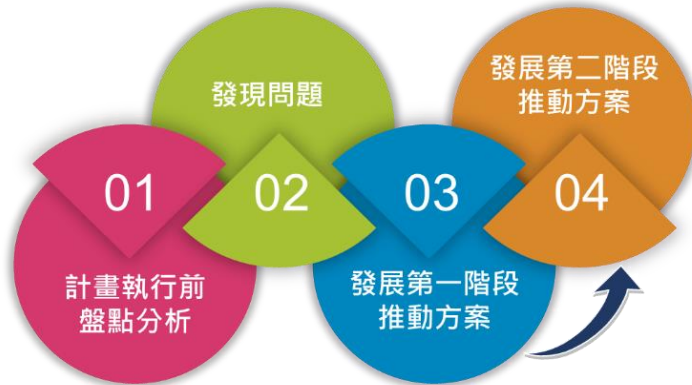 01
計畫執行前
盤點分析
發現問題
02
03
發展第一階段
推動方案
發展第二階段
推動方案
04